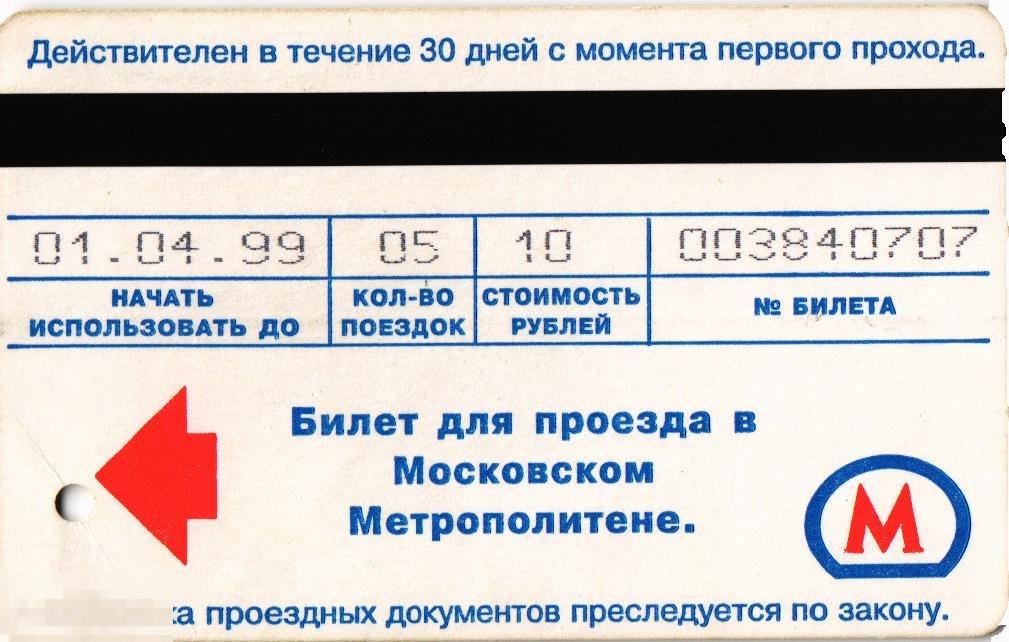 Действителен в течение 30 дней с момента первого прохода.
01.04.99 05 10 003840707
НАЧАТЬ КОЛ-ВО СТОИМОСТЬ № БИЛЕТА
ИСПОЛЬЗОВАТЬ ДО ПОЕЗДОК РУБЛЕЙ
Билет для проезда в
Московском
Метрополитене.
М
проездных документов преследуется по закону.